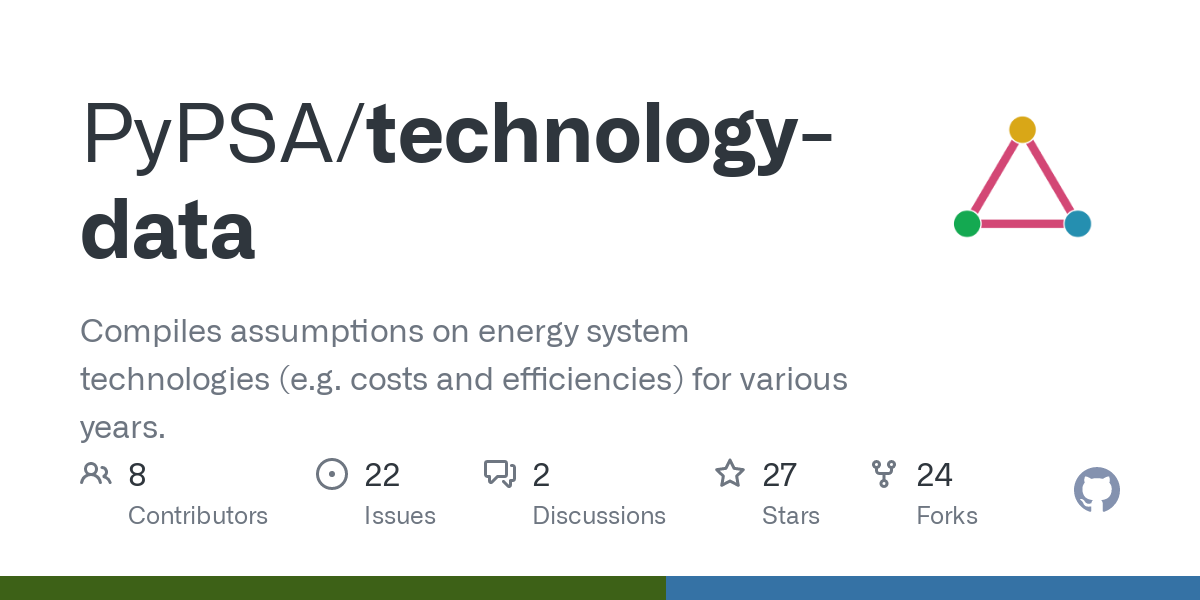 PyPSA/technology-
data
Compiles assumptions on energy system
technologies (e.g. costs and efficiencies) for various
years.
8 22 2 27 24
Contributors Issues Discussions Stars Forks